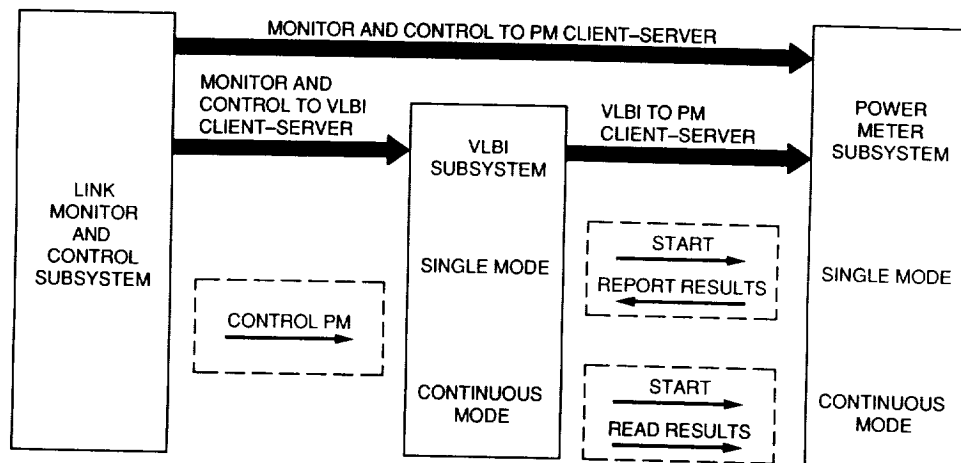 MONITOR AND CONTROL TO PM CLIENT–SERVER
MONITOR AND
CONTROL TO VLBI
CLIENT–SERVER
VLBI TO PM
CLIENT–SERVER
POWER
METER
SUBSYSTEM
VLBI
SUBSYSTEM
LINK
MONITOR
AND
CONTROL
SUBSYSTEM
SINGLE MODE
START
REPORT RESULTS
SINGLE MODE
CONTROL PM
CONTINUOUS
MODE
START
READ RESULTS
CONTINUOUS
MODE